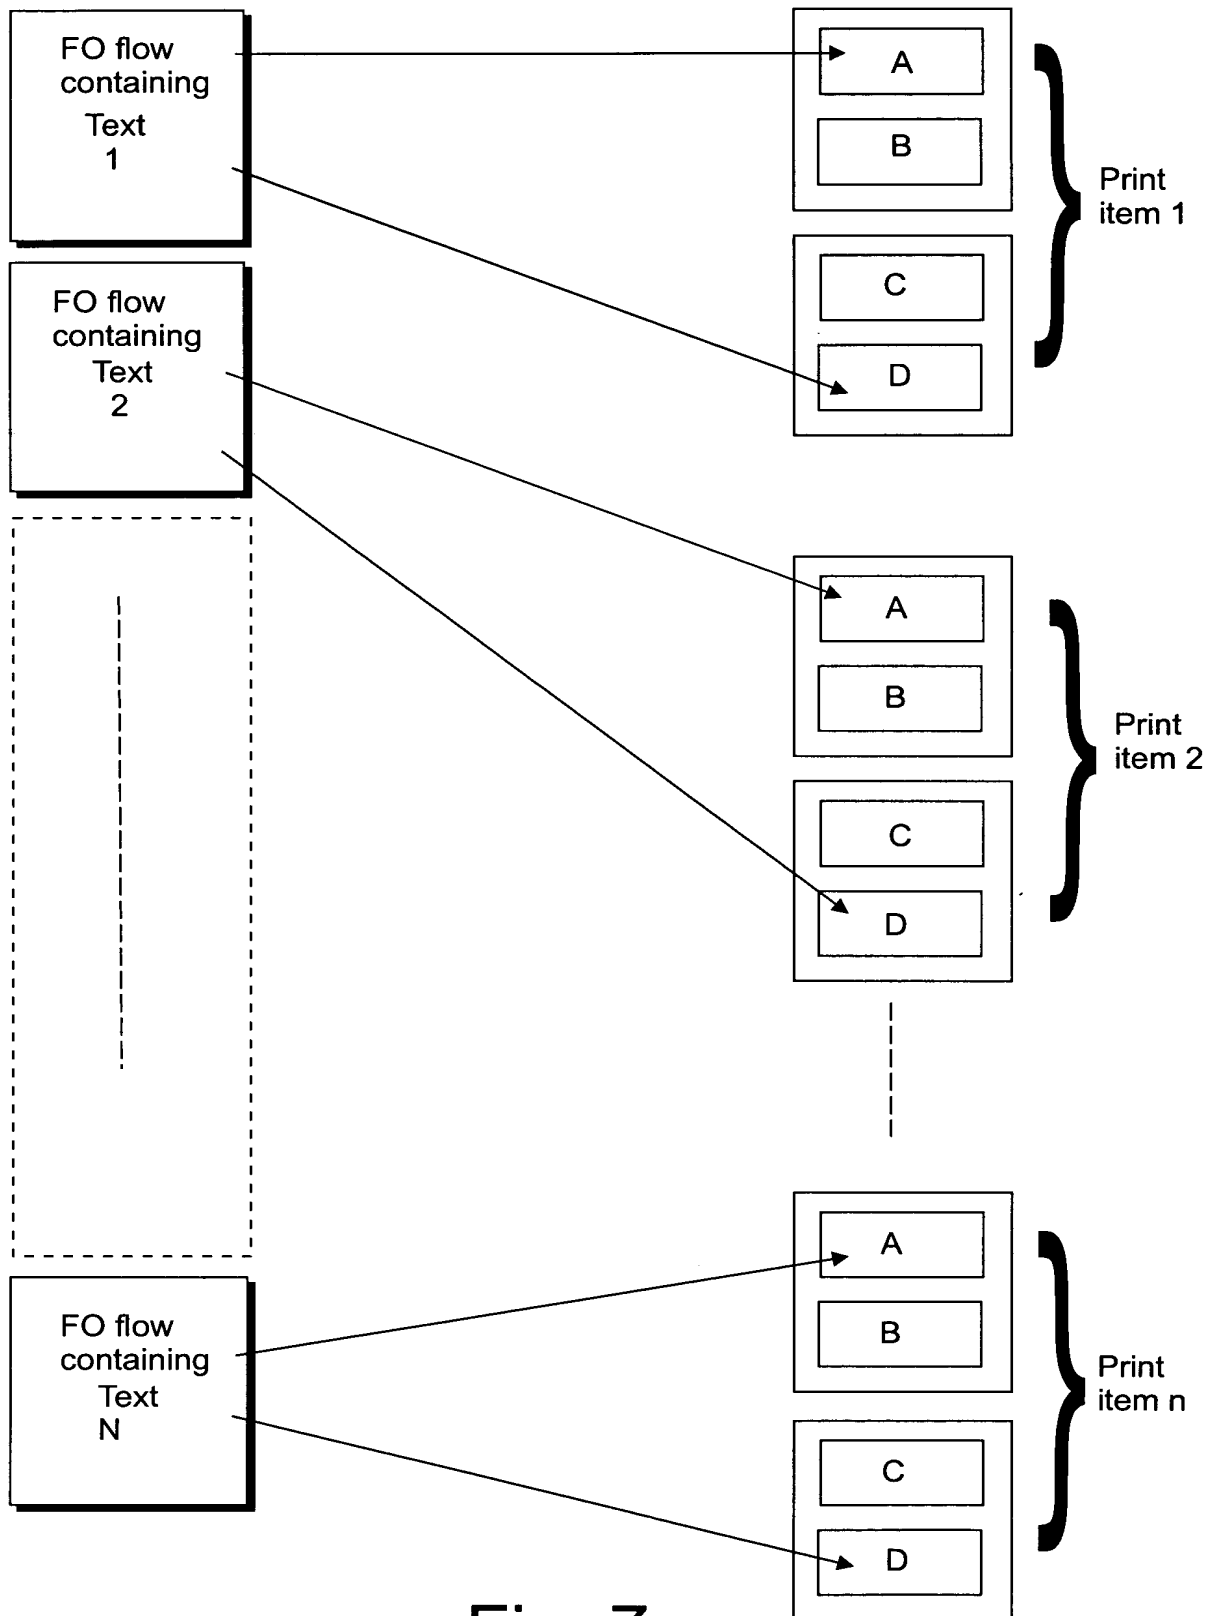 FO flow
containing
Text
1
FO flow
containing
Text
2
FO flow
containing
Text
N
A
B
C
D
Print
item 1
A
B
C
D
Print
item 2
A
B
C
D
Print
item n